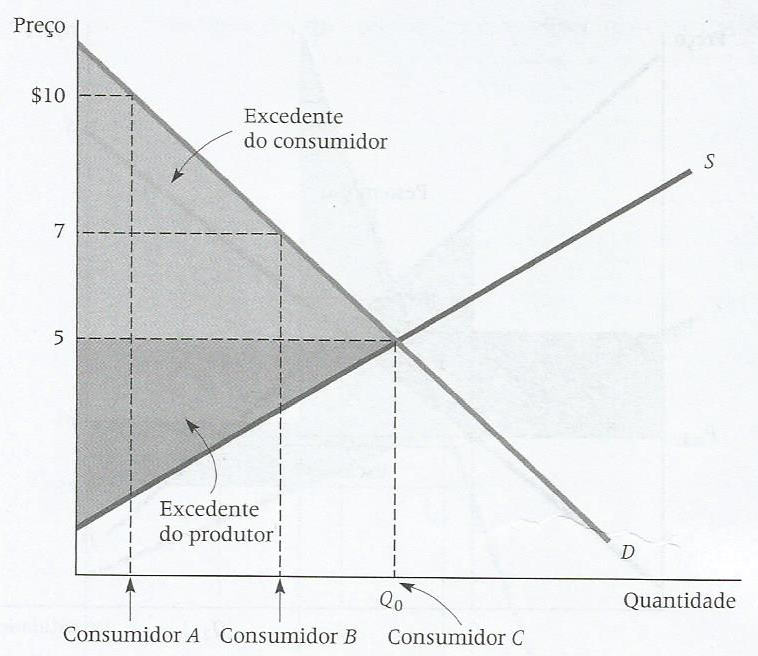 Preço
$10
Excedente
do consumidor
S
7
5
Excedente
do produtor
D
Q0
Quantidade
Consumidor A
Consumidor B
Consumidor C